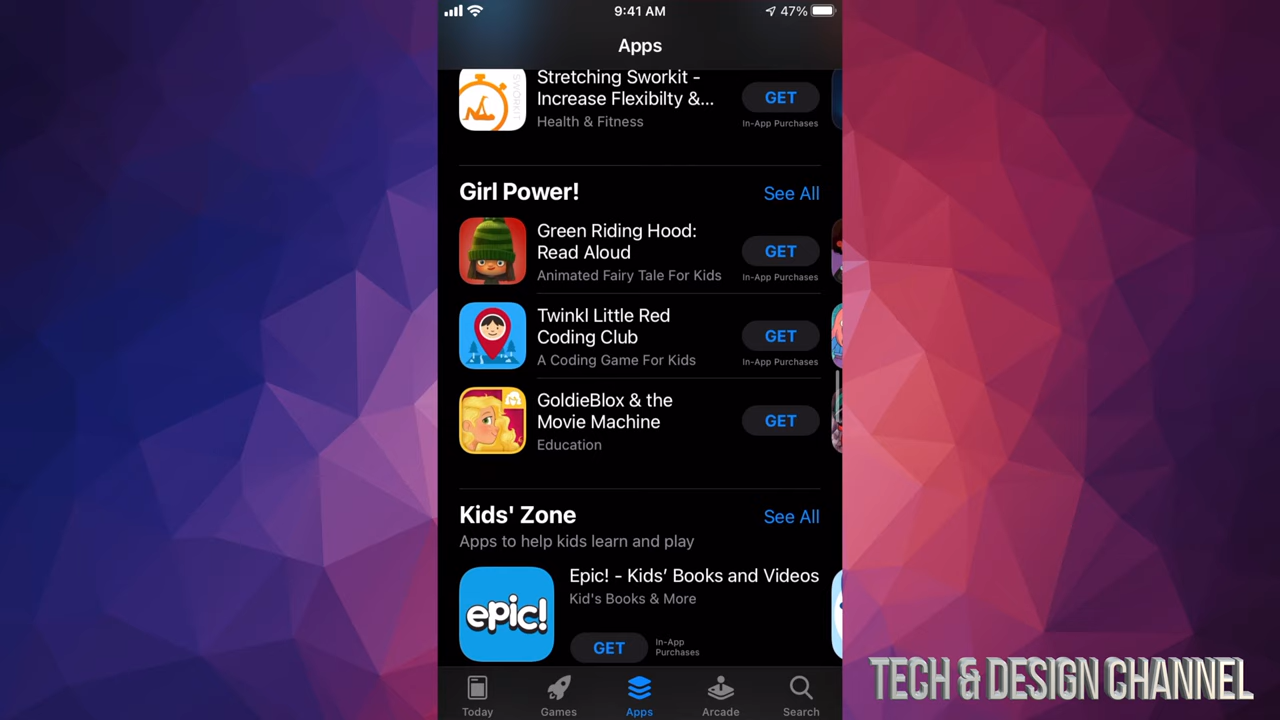 9:41 AM
47%
Apps
Stretching Sworkit -
Increase Flexibilty &...
Health & Fitness
GET
In-App Purchases
SWORKIT
Girl Power!
See All
Green Riding Hood:
Read Aloud
Animated Fairy Tale For Kids
GET
In-App Purchases
Twinkl Little Red
Coding Club
A Coding Game For Kids
GET
In-App Purchases
GoldieBlox & the
Movie Machine
Education
GET
Kids' Zone
See All
Apps to help kids learn and play
epic!
Epic! - Kids’ Books and Videos
Kid's Books & More
GET
In-App
Purchases
Today
Games
Apps
Arcade
Search
TECH & DESIGN CHANNEL